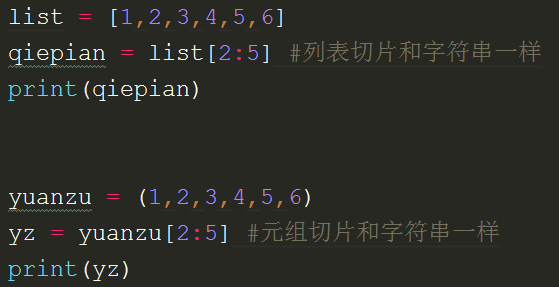 list = [1,2,3,4,5,6]
qiepian = list[2:5] #列表切片和字符串一样
print(qiepian)
yuanzu = (1,2,3,4,5,6)
yz = yuanzu[2:5] #元组切片和字符串一样
print(yz)